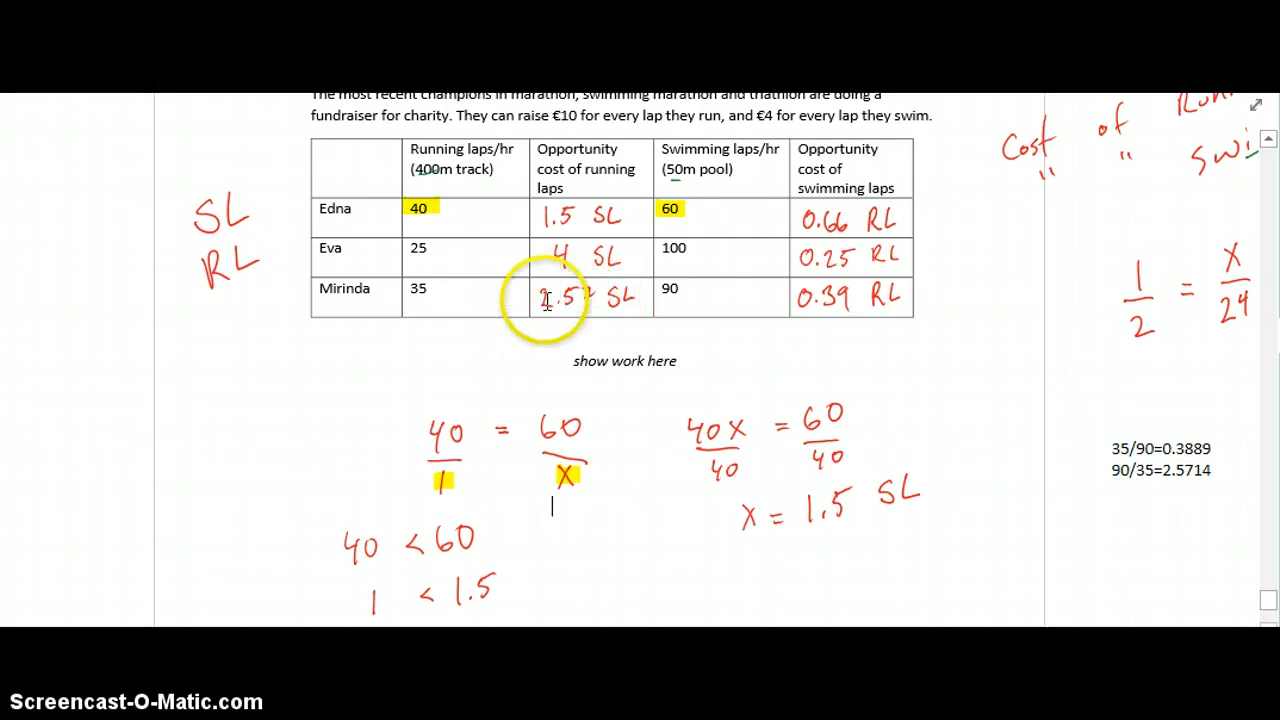 The most recent champions in marathon, swimming marathon and triathlon are doing a
fundraiser for charity. They can raise €10 for every lap they run, and €4 for every lap they swim.
Running laps/hr (400m track) Opportunity cost of running laps Swimming laps/hr (50m pool) Opportunity cost of swimming laps
Edna 40 1.5 SL 60 0.66 RL
Eva 25 4 SL 100 0.25 RL
Mirinda 35 2.57 SL 90 0.39 RL
show work here
SL
RL
Cost of
" " Swi
1/2 = x/24
40/1 = 60/x
40x/40 = 60/40
x = 1.5 SL
40 < 60
1 < 1.5
35/90=0.3889
90/35=2.5714
Screencast-O-Matic.com